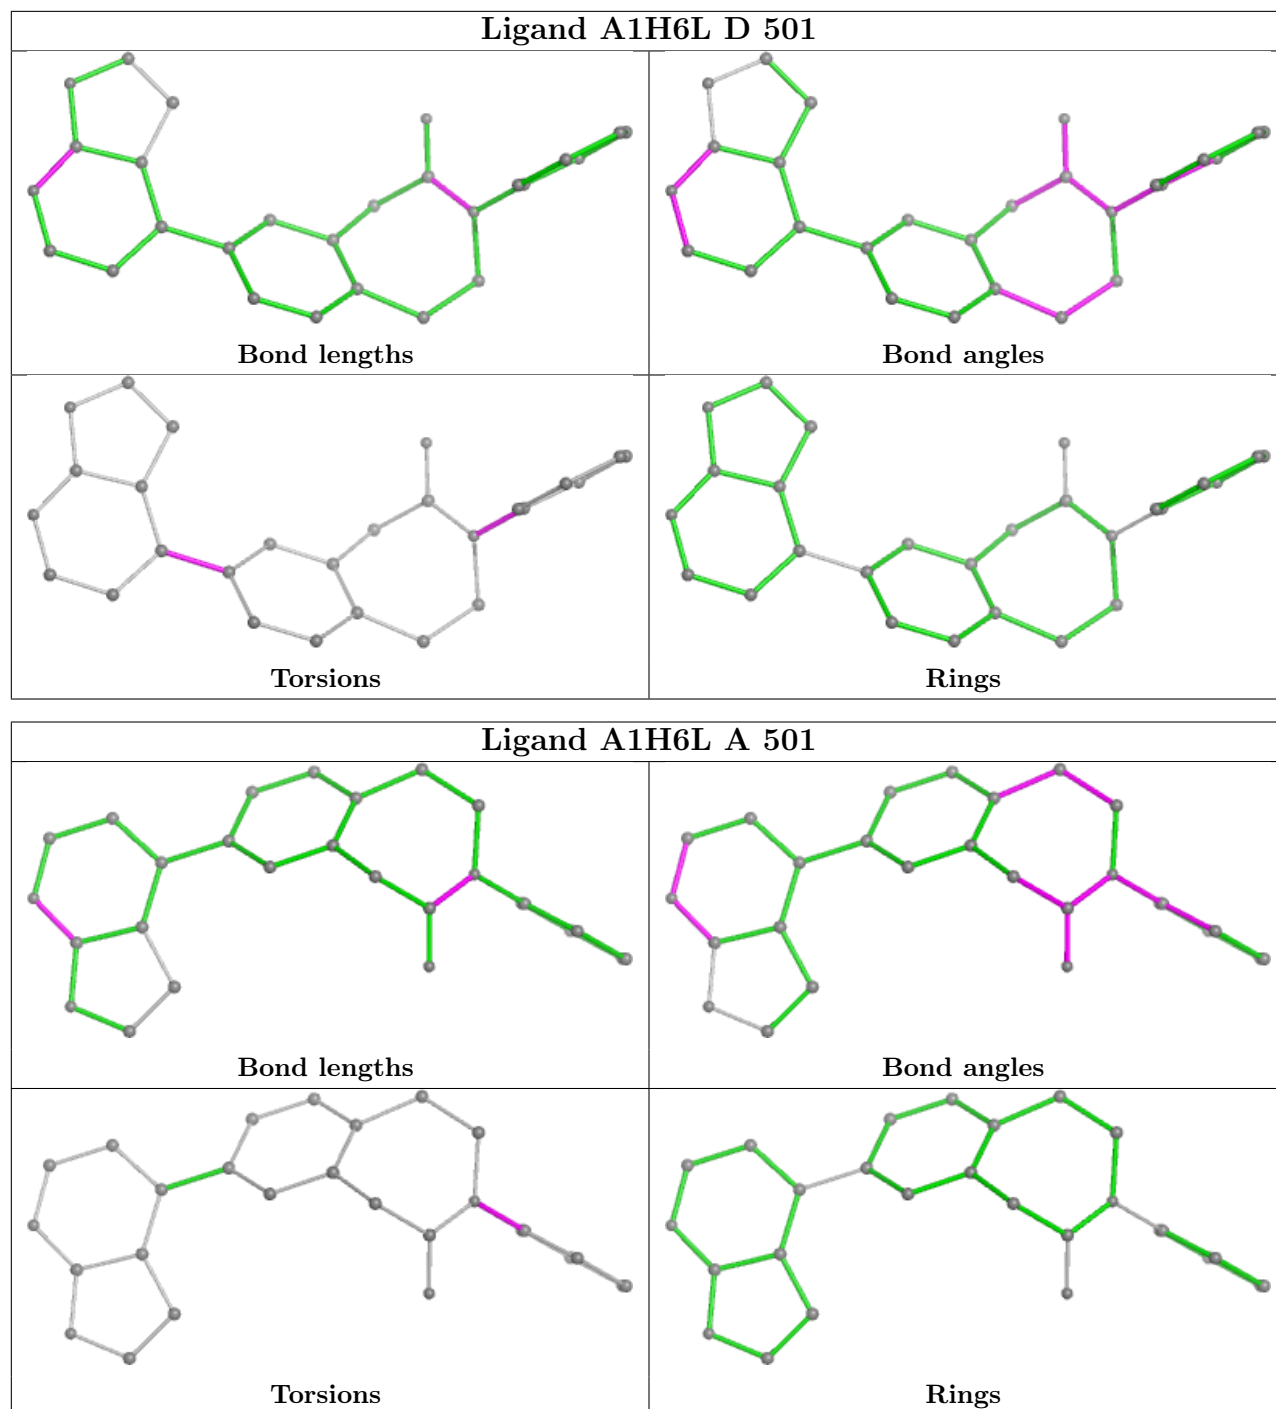 Ligand A1H6L D 501
Bond lengths
Bond angles
Torsions
Rings
Ligand A1H6L A 501
Bond lengths
Bond angles
Torsions
Rings